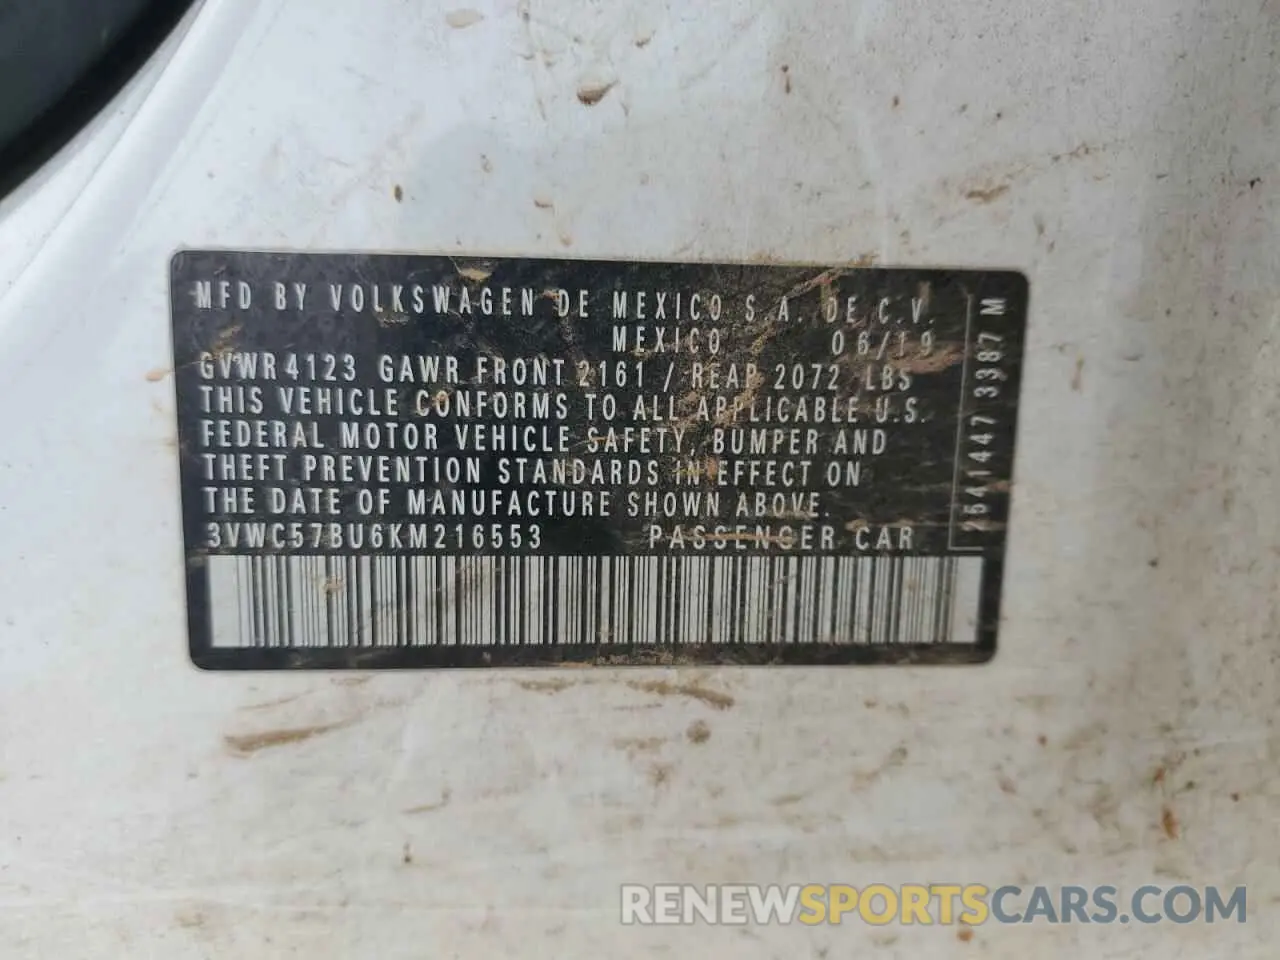 MFD BY VOLKSWAGEN DE MEXICO S.A. DE C.V.
MEXICO 06/19
GVWR 4123 GAWR FRONT 2161 / REAR 2072 LBS
THIS VEHICLE CONFORMS TO ALL APPLICABLE U.S.
FEDERAL MOTOR VEHICLE SAFETY, BUMPER AND
THEFT PREVENTION STANDARDS IN EFFECT ON
THE DATE OF MANUFACTURE SHOWN ABOVE.
3VWC57BU6KM216553 PASSENGER CAR
2541447 3387 M
RENEWSPORTSCARS.COM